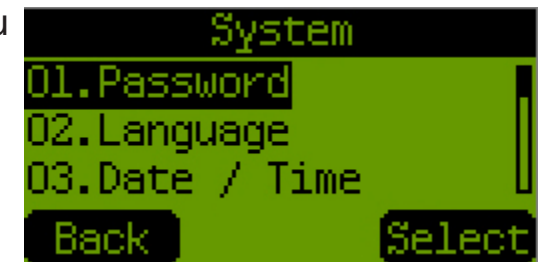 System
01.Password
02.Language
03.Date / Time
Back Select